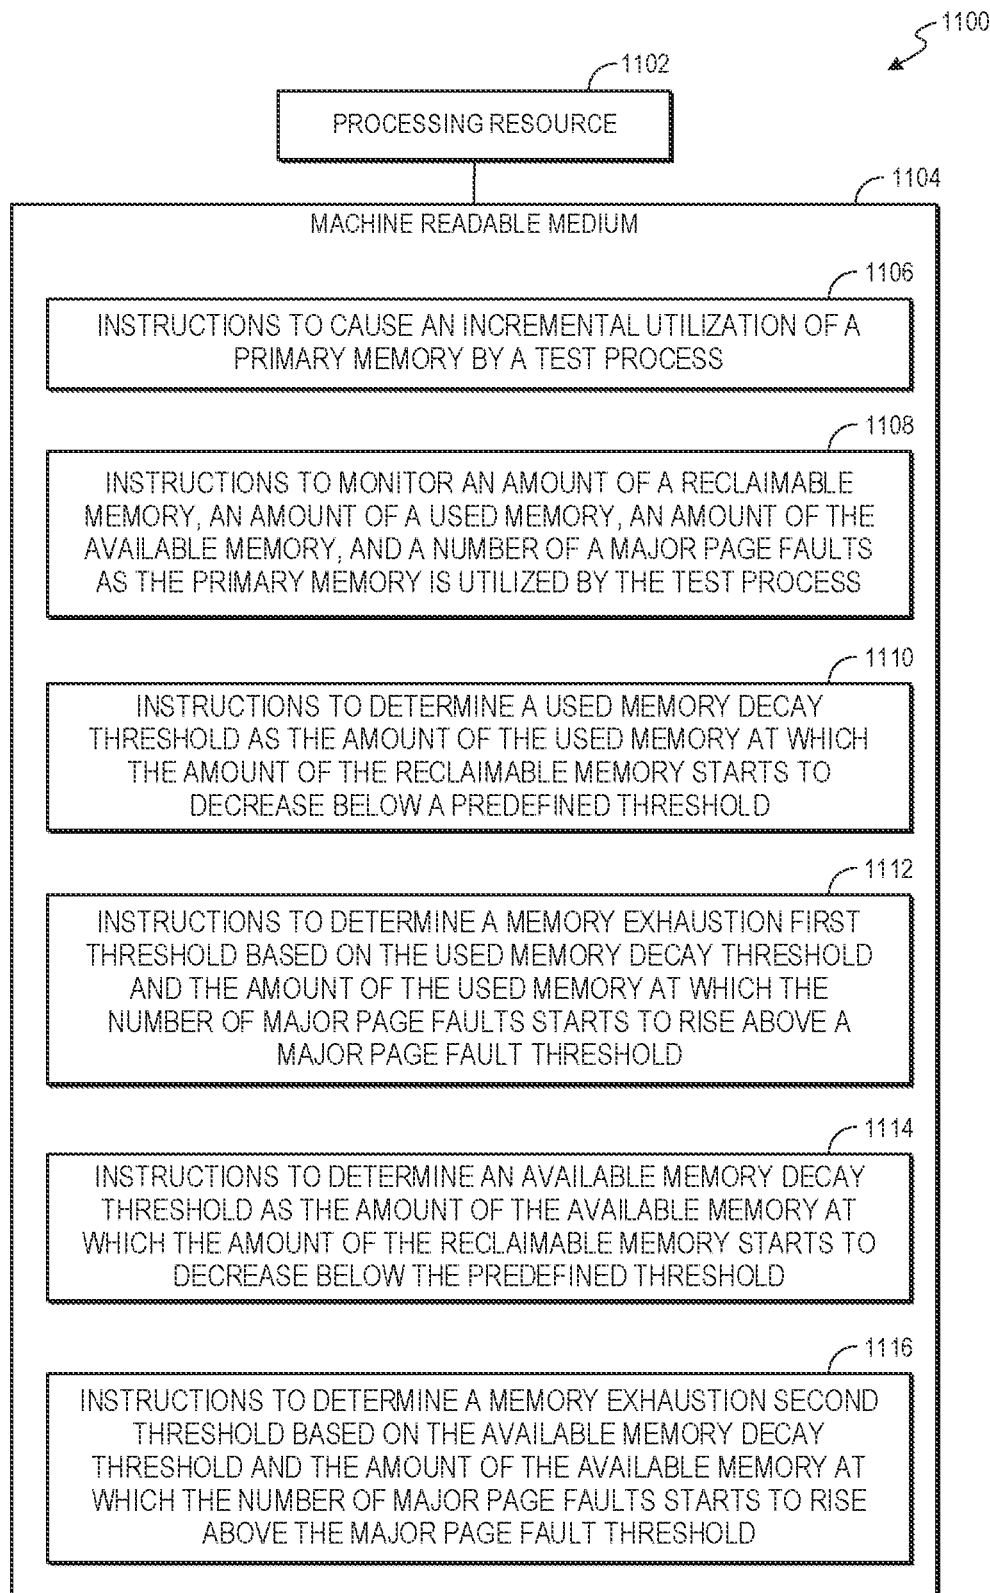 1100
1102
PROCESSING RESOURCE
1104
MACHINE READABLE MEDIUM
1106
INSTRUCTIONS TO CAUSE AN INCREMENTAL UTILIZATION OF A
PRIMARY MEMORY BY A TEST PROCESS
1108
INSTRUCTIONS TO MONITOR AN AMOUNT OF A RECLAIMABLE
MEMORY, AN AMOUNT OF A USED MEMORY, AN AMOUNT OF THE
AVAILABLE MEMORY, AND A NUMBER OF A MAJOR PAGE FAULTS
AS THE PRIMARY MEMORY IS UTILIZED BY THE TEST PROCESS
1110
INSTRUCTIONS TO DETERMINE A USED MEMORY DECAY
THRESHOLD AS THE AMOUNT OF THE USED MEMORY AT WHICH
THE AMOUNT OF THE RECLAIMABLE MEMORY STARTS TO
DECREASE BELOW A PREDEFINED THRESHOLD
1112
INSTRUCTIONS TO DETERMINE A MEMORY EXHAUSTION FIRST
THRESHOLD BASED ON THE USED MEMORY DECAY THRESHOLD
AND THE AMOUNT OF THE USED MEMORY AT WHICH THE
NUMBER OF MAJOR PAGE FAULTS STARTS TO RISE ABOVE A
MAJOR PAGE FAULT THRESHOLD
1114
INSTRUCTIONS TO DETERMINE AN AVAILABLE MEMORY DECAY
THRESHOLD AS THE AMOUNT OF THE AVAILABLE MEMORY AT
WHICH THE AMOUNT OF THE RECLAIMABLE MEMORY STARTS TO
DECREASE BELOW THE PREDEFINED THRESHOLD
1116
INSTRUCTIONS TO DETERMINE A MEMORY EXHAUSTION SECOND
THRESHOLD BASED ON THE AVAILABLE MEMORY DECAY
THRESHOLD AND THE AMOUNT OF THE AVAILABLE MEMORY AT
WHICH THE NUMBER OF MAJOR PAGE FAULTS STARTS TO RISE
ABOVE THE MAJOR PAGE FAULT THRESHOLD